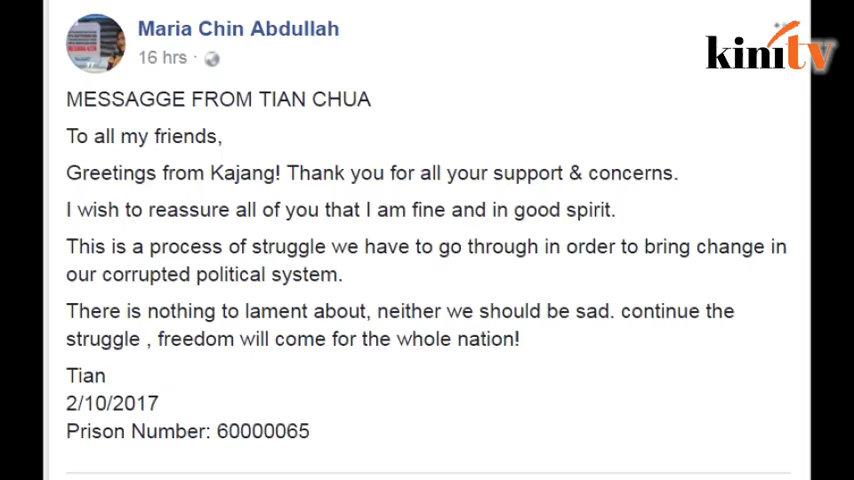 Maria Chin Abdullah
16 hrs ·
kinitv
MESSAGGE FROM TIAN CHUA
To all my friends,
Greetings from Kajang! Thank you for all your support & concerns.
I wish to reassure all of you that I am fine and in good spirit.
This is a process of struggle we have to go through in order to bring change in
our corrupted political system.
There is nothing to lament about, neither we should be sad. continue the
struggle , freedom will come for the whole nation!
Tian
2/10/2017
Prison Number: 60000065